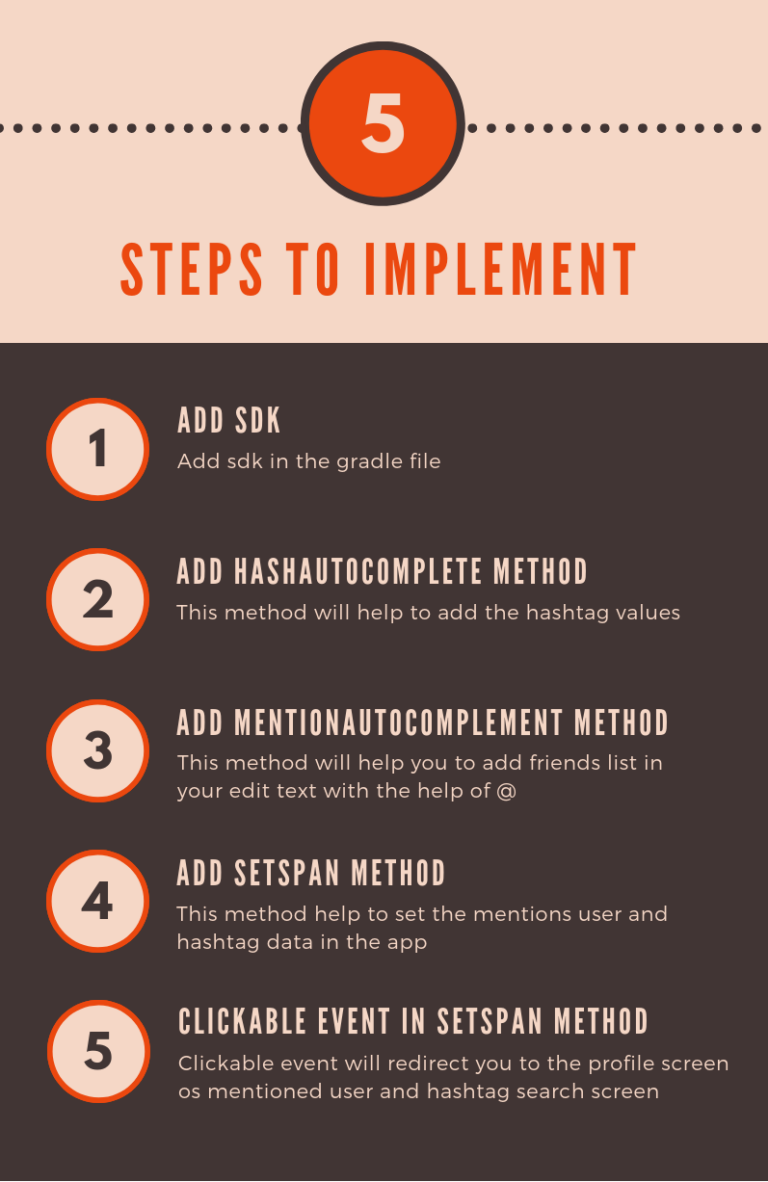 5
STEPS TO IMPLEMENT
1
ADD SDK
Add sdk in the gradle file
2
ADD HASHAUTOCOMPLETE METHOD
This method will help to add the hashtag values
3
ADD MENTIONAUTOCOMPLEMENT METHOD
This method will help you to add friends list in
your edit text with the help of @
4
ADD SETSPAN METHOD
This method help to set the mentions user and
hashtag data in the app
5
CLICKABLE EVENT IN SETSPAN METHOD
Clickable event will redirect you to the profile screen
os mentioned user and hashtag search screen